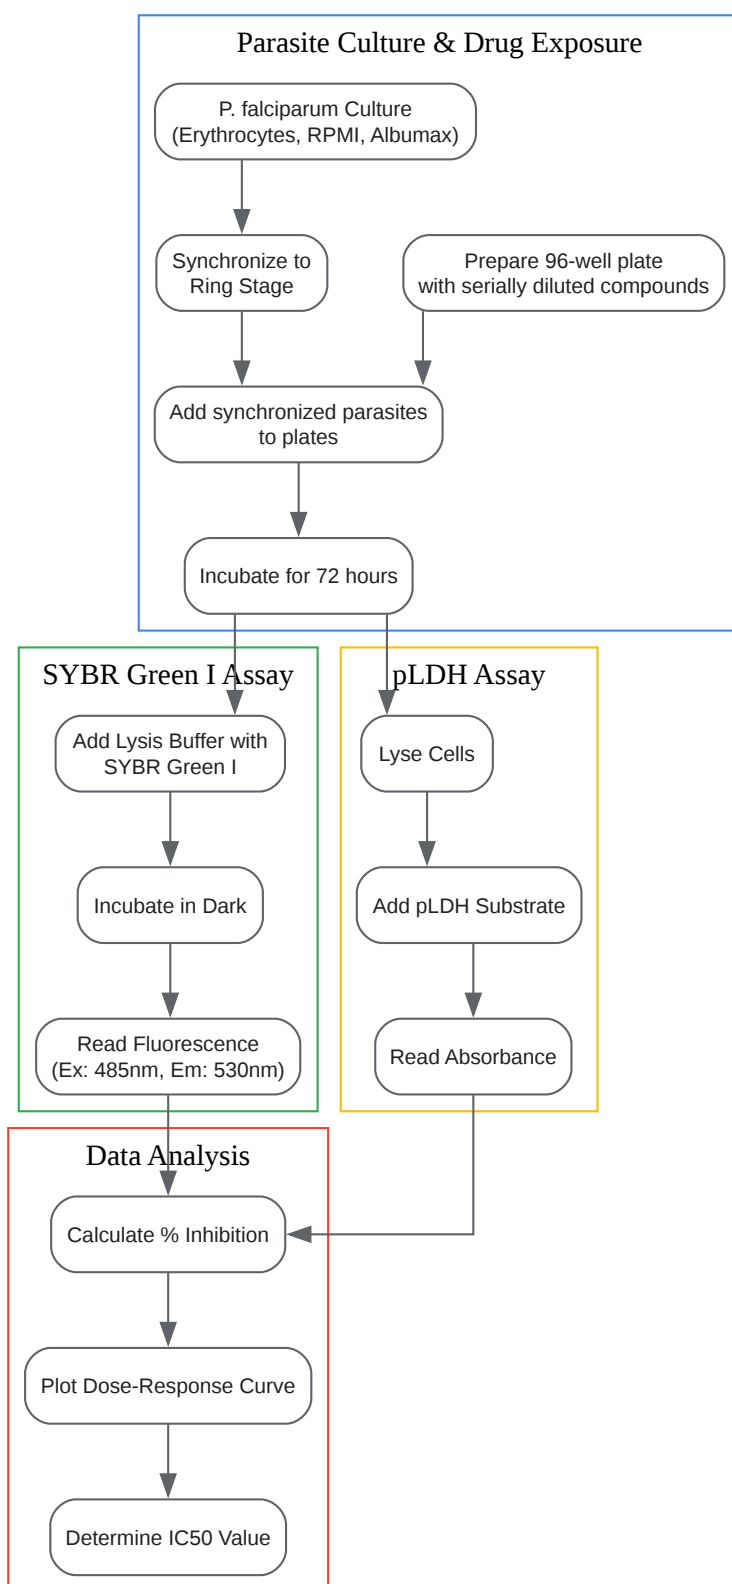 Parasite Culture & Drug Exposure
P. falciparum Culture
(Erythrocytes, RPMI, Albumax)
Synchronize to
Ring Stage
Prepare 96-well plate
with serially diluted compounds
Add synchronized parasites
to plates
Incubate for 72 hours
SYBR Green I Assay
Add Lysis Buffer with
SYBR Green I
Incubate in Dark
Read Fluorescence
(Ex: 485nm, Em: 530nm)
pLDH Assay
Lyse Cells
Add pLDH Substrate
Read Absorbance
Data Analysis
Calculate % Inhibition
Plot Dose-Response Curve
Determine IC50 Value